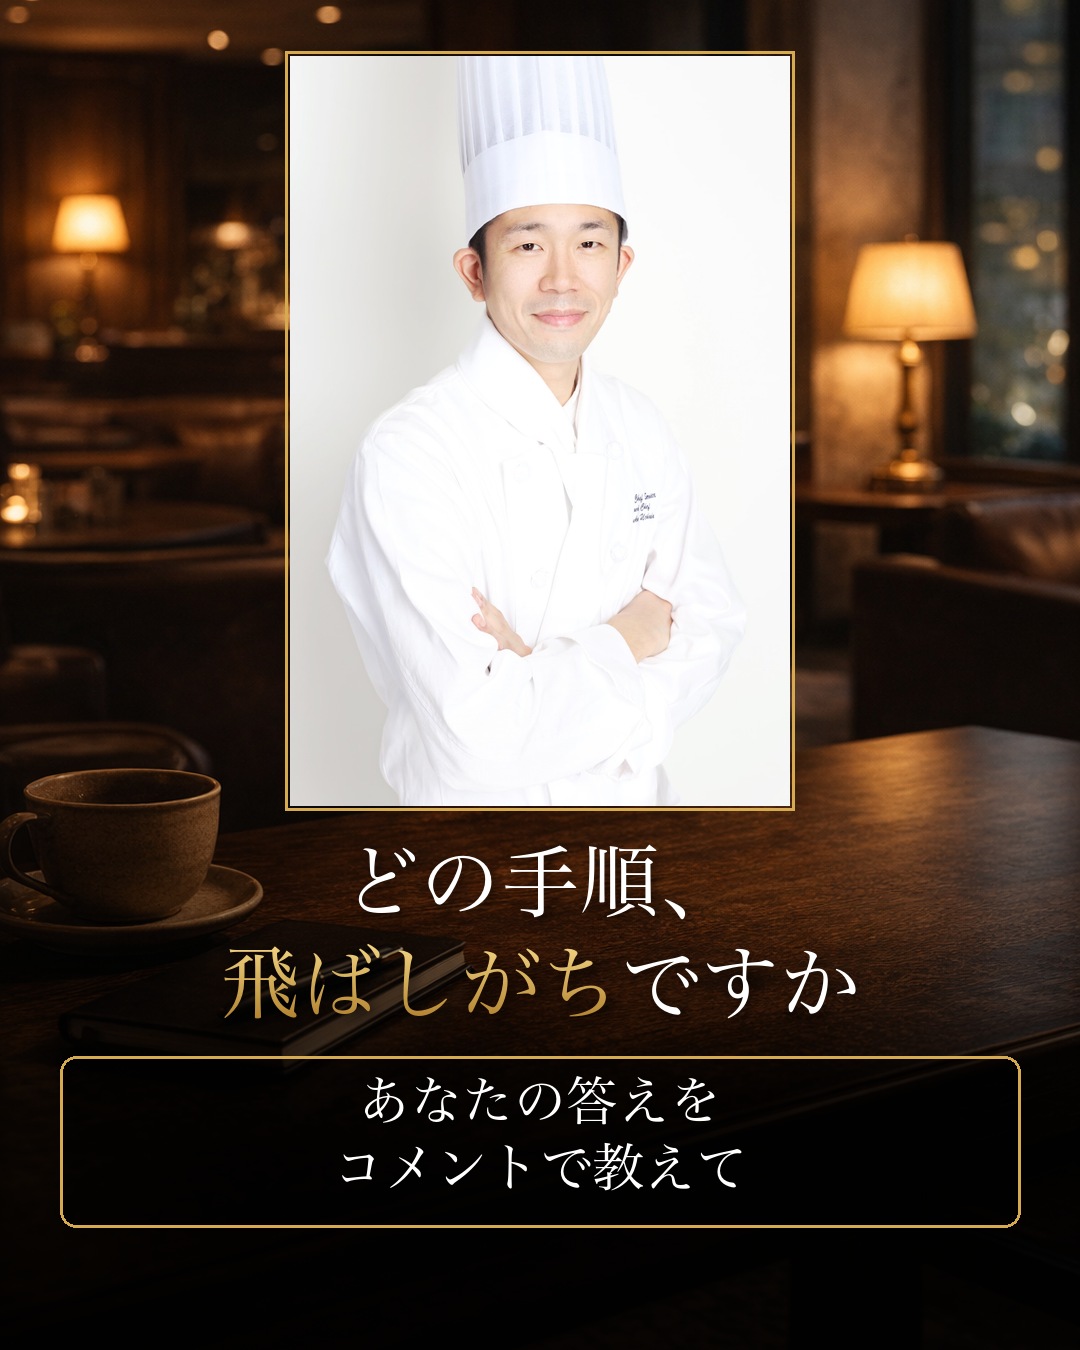 どの手順、
飛ばしがちですか
あなたの答えを
コメントで教えて